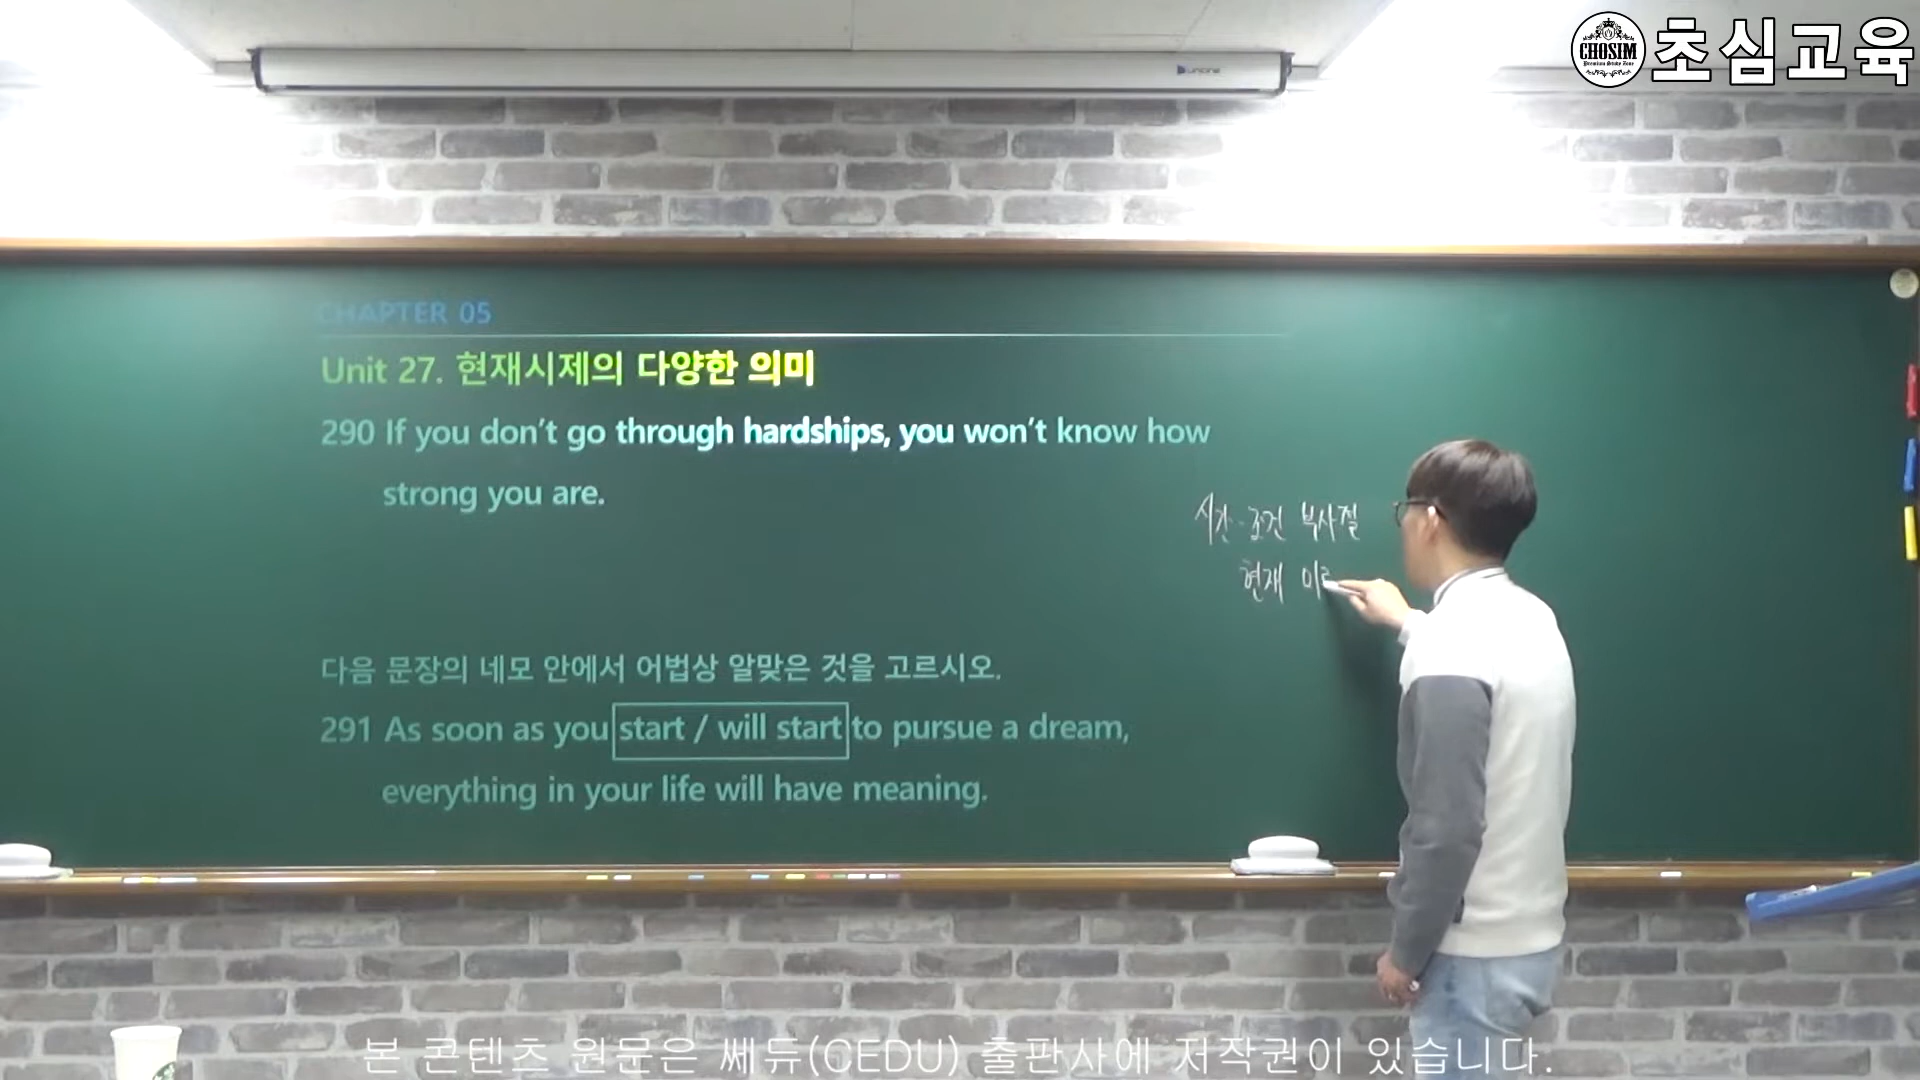 CHOSIM
Premium Study Zone
초심교육
CHAPTER 05
Unit 27. 현재시제의 다양한 의미
290 If you don't go through hardships, you won't know how
strong you are.
시간·조건 부사절
현재
다음 문장의 네모 안에서 어법상 알맞은 것을 고르시오.
291 As soon as you start / will start to pursue a dream,
everything in your life will have meaning.
본 콘텐츠 원문은 쎄듀(CEDU) 출판사에 저작권이 있습니다.